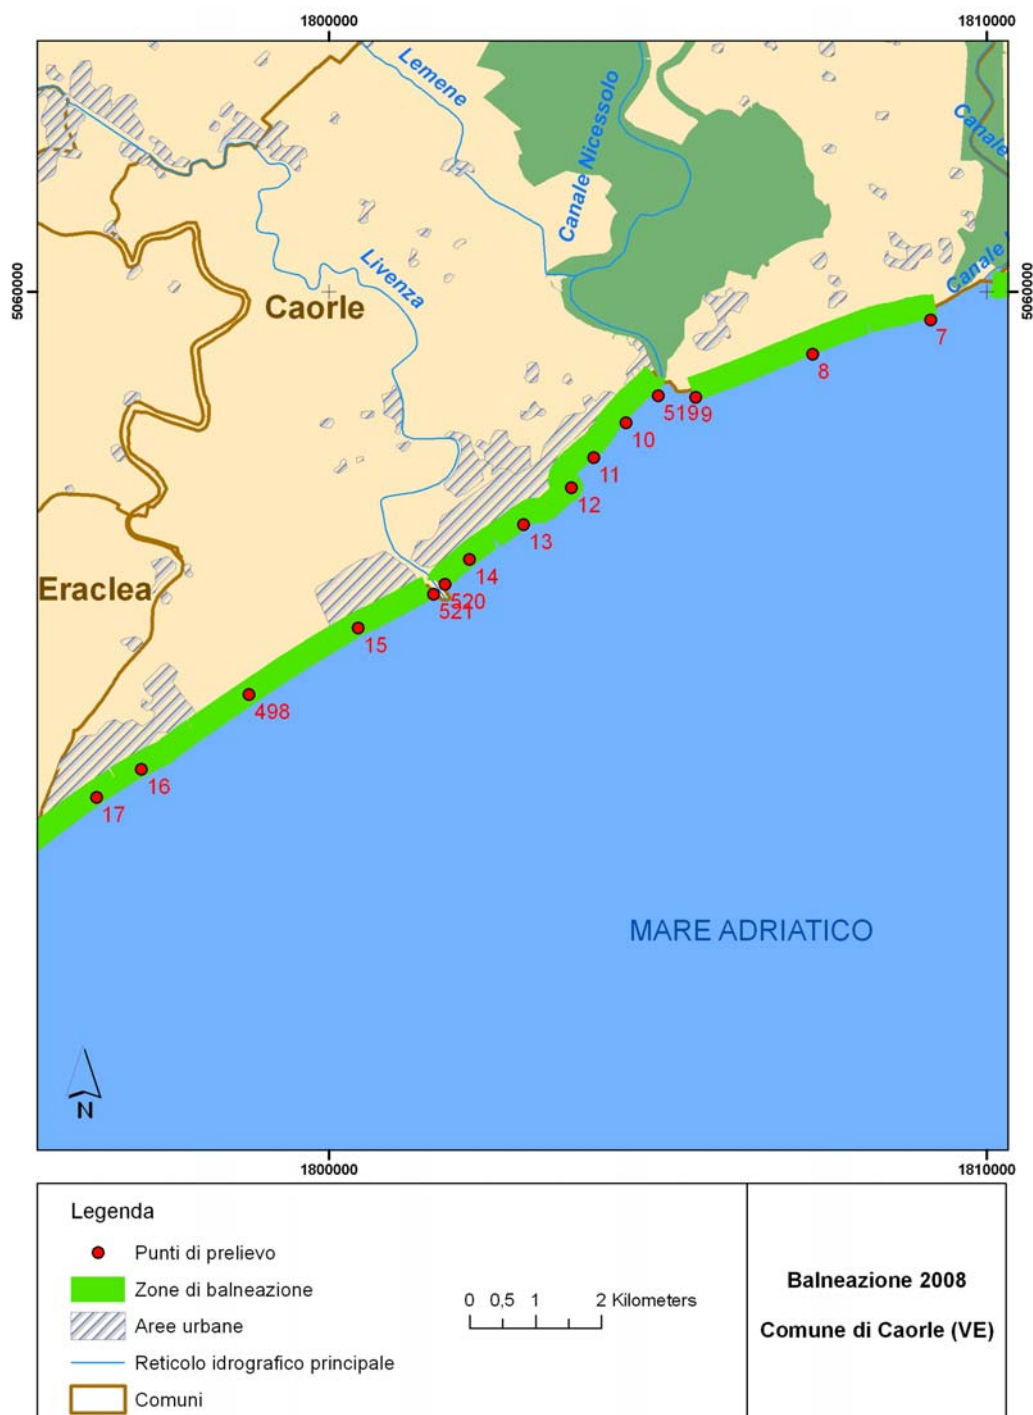 1800000
1810000
Lemene
Canale Nicessolo
Canale
Livenza
Caorle
Canale
5060000
5060000
7
8
9
519
10
11
12
13
14
520
521
Eraclea
15
498
16
17
MARE ADRIATICO
N
1800000
1810000
Legenda
Punti di prelievo
Zone di balneazione
Aree urbane
Reticolo idrografico principale
Comuni
0 0,5 1 2 Kilometers
Balneazione 2008
Comune di Caorle (VE)